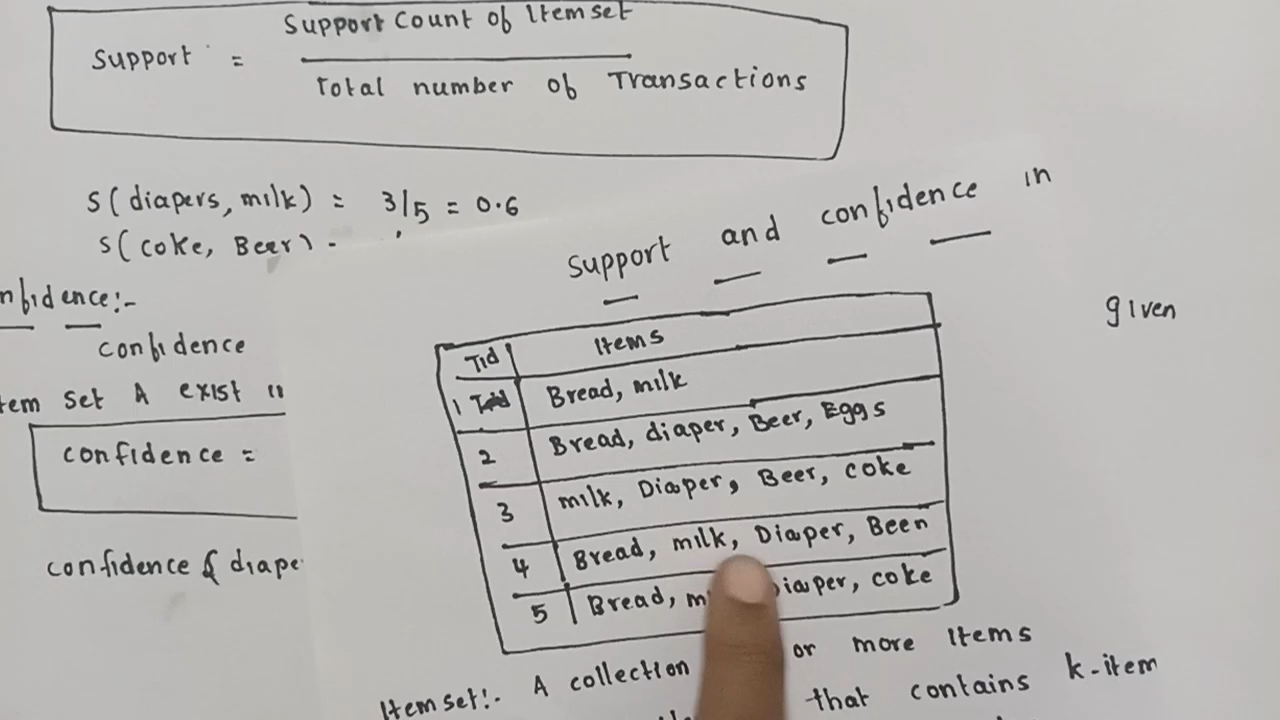 Support Count of Itemset
Support =
Total number of Transactions
S(diapers, milk) = 3/5 = 0.6
S(coke, Beer) =
nfidence:-
confidence
tem set A exist
confidence =
confidence { diape
Support and confidence in
given
Tid Items
1 Bread, milk
2 Bread, diaper, Beer, Eggs
3 milk, Diaper, Beer, coke
4 Bread, milk, Diaper, Been
5 Bread, m iaper, coke
Itemset:- A collection or more Items
that contains k-item